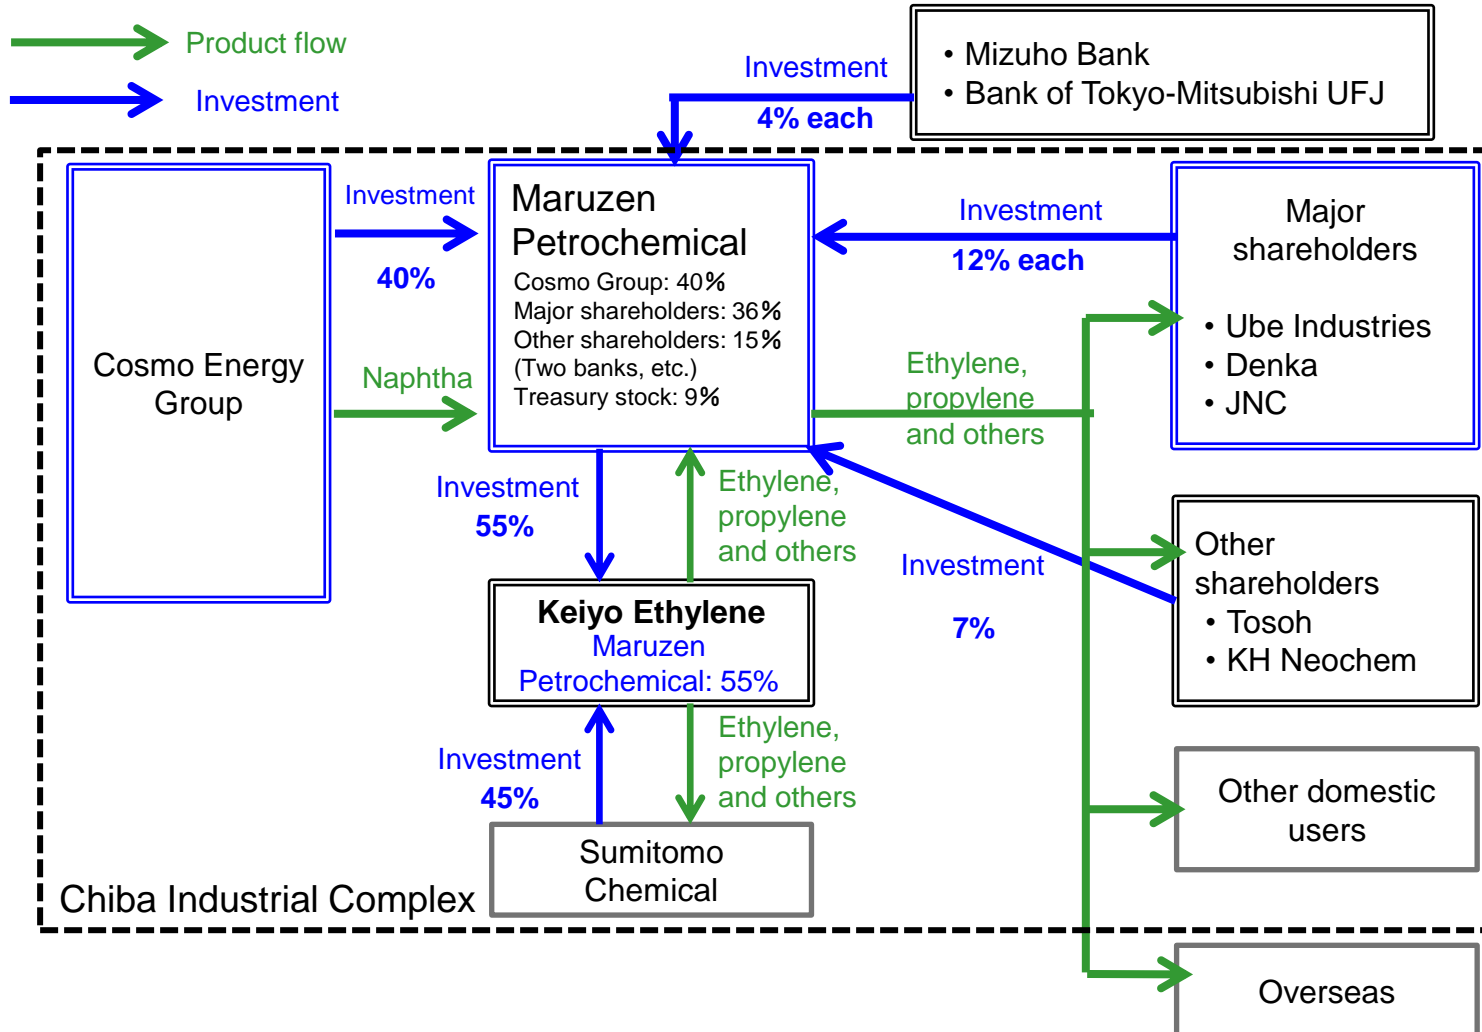 Product flow
Investment
Investment
4% each
• Mizuho Bank
• Bank of Tokyo-Mitsubishi UFJ
Cosmo Energy
Group
Investment
40%
Naphtha
Maruzen
Petrochemical
Cosmo Group: 40%
Major shareholders: 36%
Other shareholders: 15%
(Two banks, etc.)
Treasury stock: 9%
Investment
12% each
Major
shareholders
• Ube Industries
• Denka
• JNC
Ethylene,
propylene
and others
Investment
55%
Ethylene,
propylene
and others
Investment
7%
Other
shareholders
• Tosoh
• KH Neochem
Keiyo Ethylene
Maruzen
Petrochemical: 55%
Investment
45%
Ethylene,
propylene
and others
Other domestic
users
Sumitomo
Chemical
Chiba Industrial Complex
Overseas